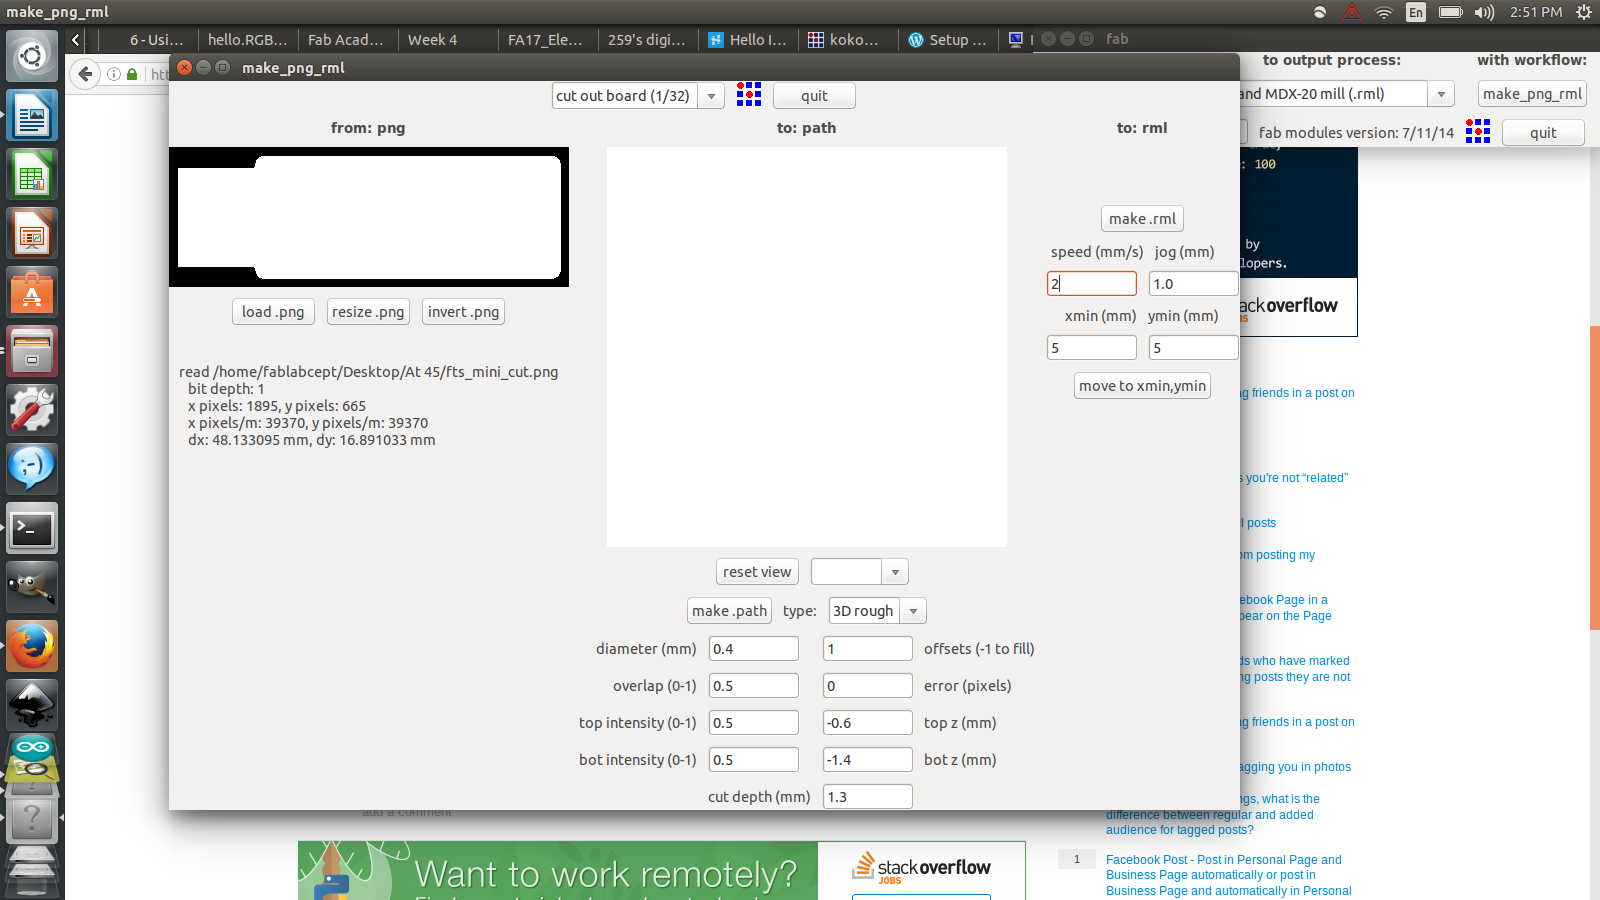 make_png_rml
En
2:51 PM
6 - Usi...
hello.RGB...
Fab Acad...
Week 4
FA17_Ele...
259's digi...
Hello I...
koko...
Setup ...
fab
make_png_rml
to output process:
with workflow:
and MDX-20 mill (.rml)
make_png_rml
fab modules version: 7/11/14
quit
cut out board (1/32)
quit
from: png
to: path
to: rml
load .png
resize .png
invert .png
read /home/fablabcept/Desktop/At 45/fts_mini_cut.png
bit depth: 1
x pixels: 1895, y pixels: 665
x pixels/m: 39370, y pixels/m: 39370
dx: 48.133095 mm, dy: 16.891033 mm
make .rml
speed (mm/s)
jog (mm)
2
1.0
xmin (mm)
ymin (mm)
5
5
move to xmin,ymin
reset view
make .path
type:
3D rough
diameter (mm)
0.4
1
offsets (-1 to fill)
overlap (0-1)
0.5
0
error (pixels)
top intensity (0-1)
0.5
-0.6
top z (mm)
bot intensity (0-1)
0.5
-1.4
bot z (mm)
cut depth (mm)
1.3
: 100
by
lopers.
ack overflow
g friends in a post on
s you're not “related”
l posts
om posting my
ebook Page in a
pear on the Page
ds who have marked
ng posts they are not
ag friends in a post on
agging you in photos
ngs, what is the
difference between regular and added
audience for tagged posts?
1
Facebook Post - Post in Personal Page and
Business Page automatically or post in
Business Page and automatically in Personal
add a comment
Want to work remotely?
stackoverflow
JOBS